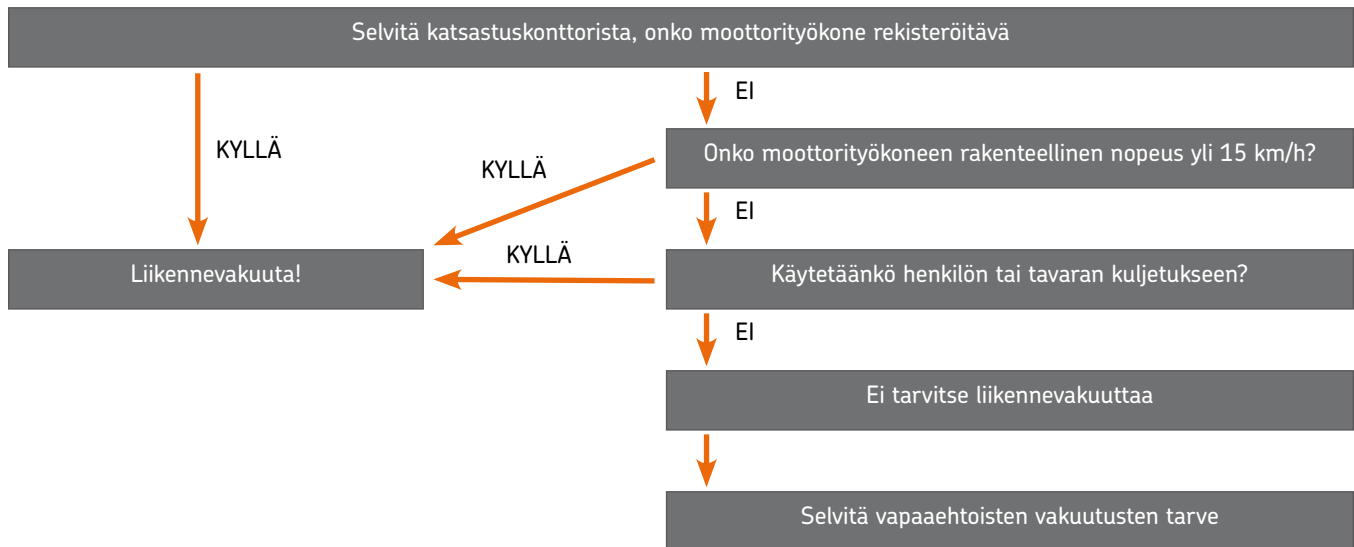 Selvitä katsastuskonttorista, onko moottorityökone rekisteröitävä
EI
KYLLÄ
Onko moottorityökoneen rakenteellinen nopeus yli 15 km/h?
KYLLÄ
EI
KYLLÄ
Liikennevakuuta!
Käytetäänkö henkilön tai tavaran kuljetukseen?
EI
Ei tarvitse liikennevakuuttaa
Selvitä vapaaehtoisten vakuutusten tarve